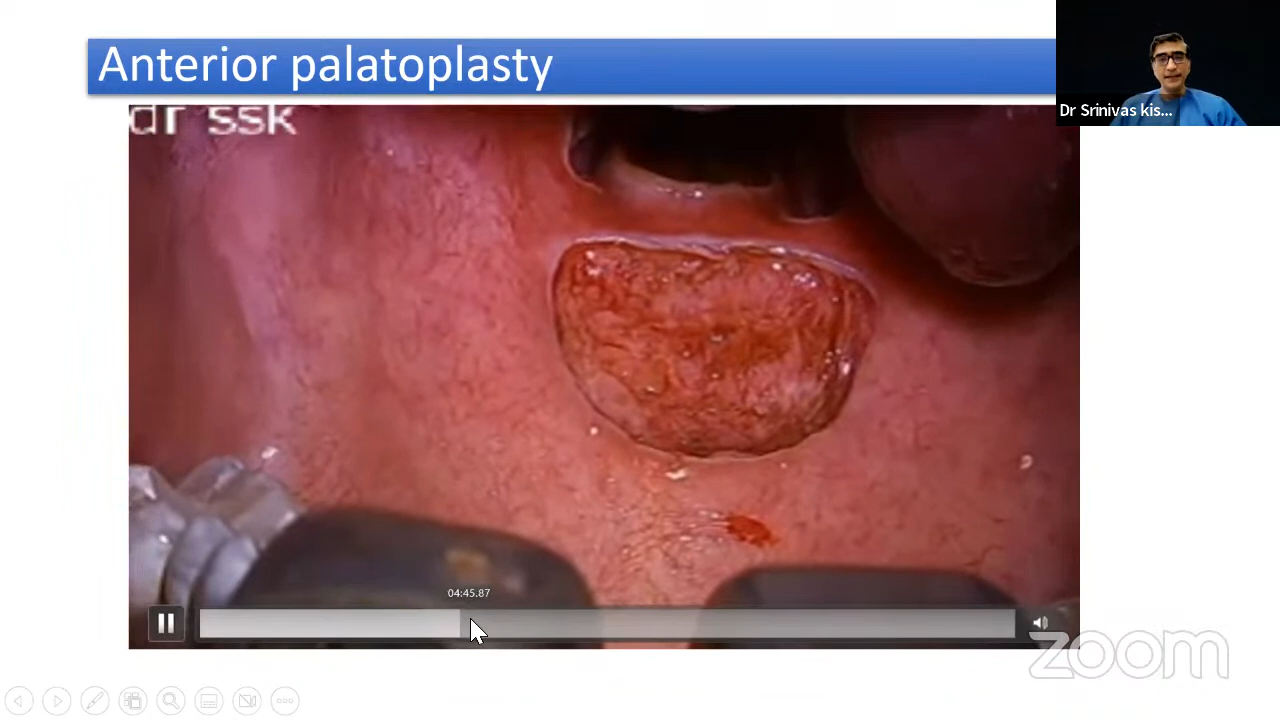 Anterior palatoplasty
Dr Srinivas kis...
dr ssk
04:45.87
zoom